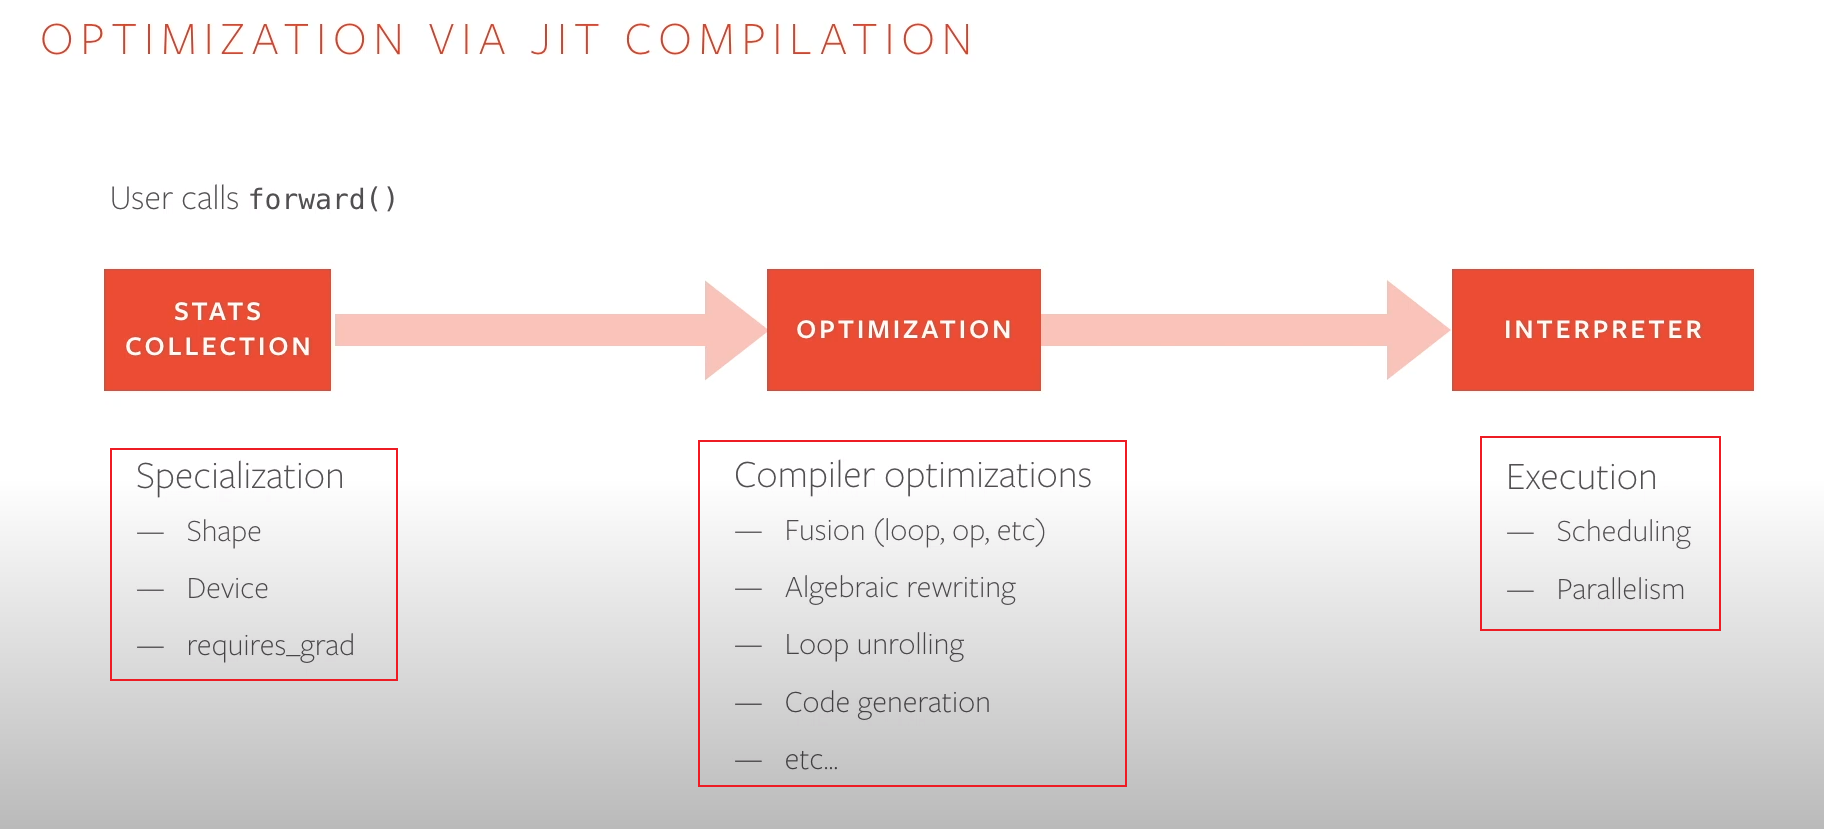 OPTIMIZATION VIA JIT COMPILATION
User calls forward()
STATS
COLLECTION
OPTIMIZATION
INTERPRETER
Specialization
— Shape
— Device
— requires_grad
Compiler optimizations
— Fusion (loop, op, etc)
— Algebraic rewriting
— Loop unrolling
— Code generation
— etc...
Execution
— Scheduling
— Parallelism